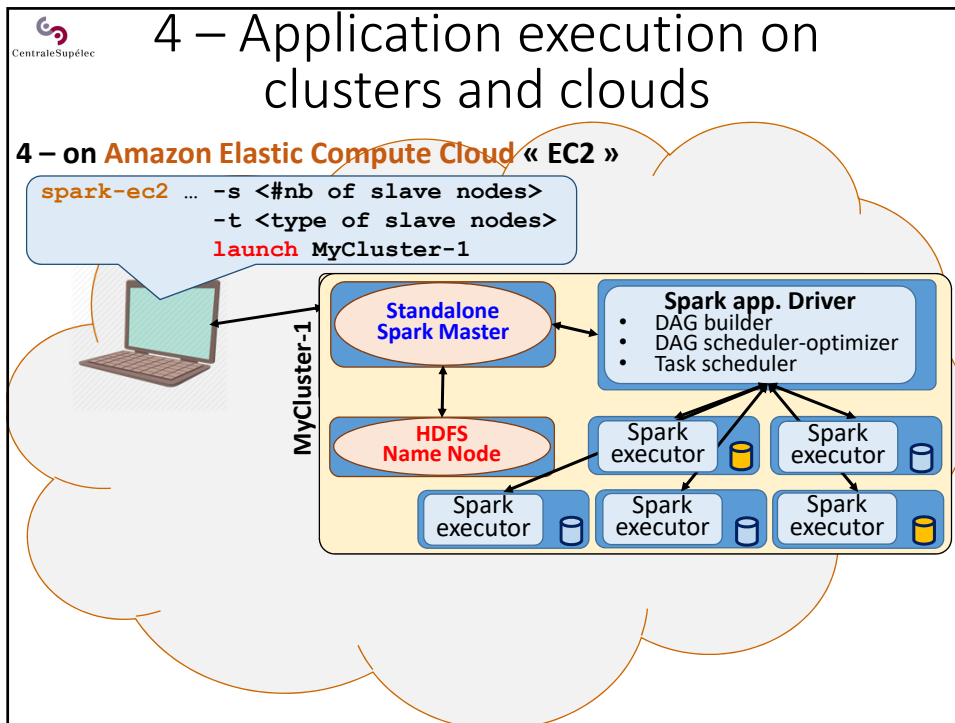 CentraleSupélec
4 – Application execution on
clusters and clouds
4 – on Amazon Elastic Compute Cloud « EC2 »
spark-ec2 … -s <#nb of slave nodes>
-t <type of slave nodes>
launch MyCluster-1
MyCluster-1
Standalone
Spark Master
Spark app. Driver
• DAG builder
• DAG scheduler-optimizer
• Task scheduler
HDFS
Name Node
Spark
executor
Spark
executor
Spark
executor
Spark
executor
Spark
executor